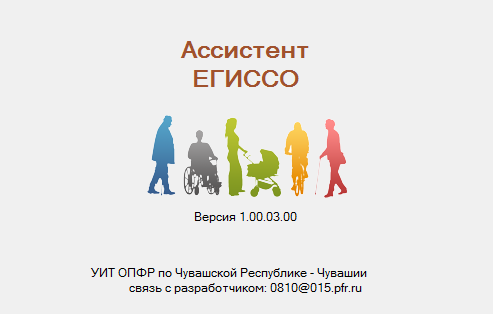 Ассистент
ЕГИССО
Версия 1.00.03.00
УИТ ОПФР по Чувашской Республике - Чувашии
связь с разработчиком: 0810@015.pfr.ru